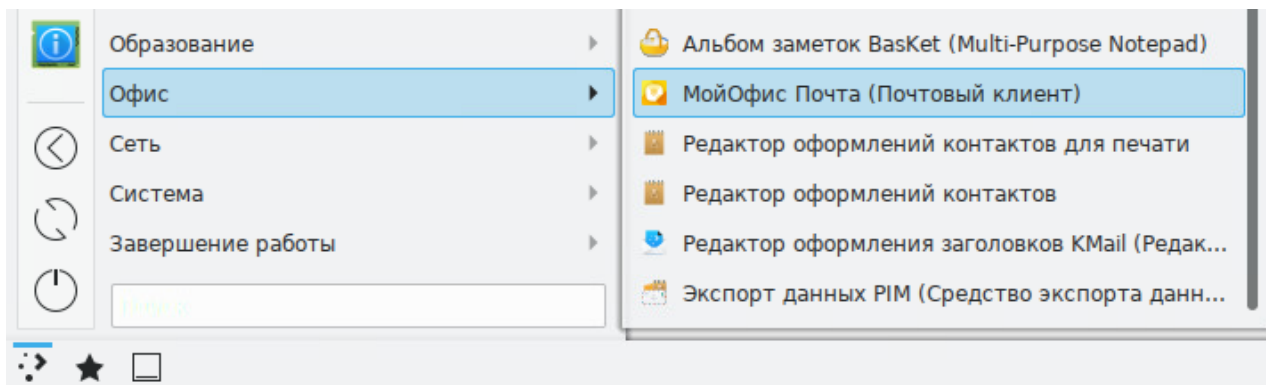 Образование
Офис
Сеть
Система
Завершение работы
Альбом заметок BasKet (Multi-Purpose Notepad)
МойОфис Почта (Почтовый клиент)
Редактор оформлений контактов для печати
Редактор оформлений контактов
Редактор оформления заголовков KMail (Редак...
Экспорт данных PIM (Средство экспорта данн...